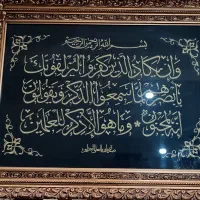 بسم الله الرحمن الرحيم
وإن يكاد الذين كفروا ليزلقونك
بأبصارهم لما سمعوا الذكر ويقولون
إنه لمجنون * وما هو إلا ذكر للعالمين